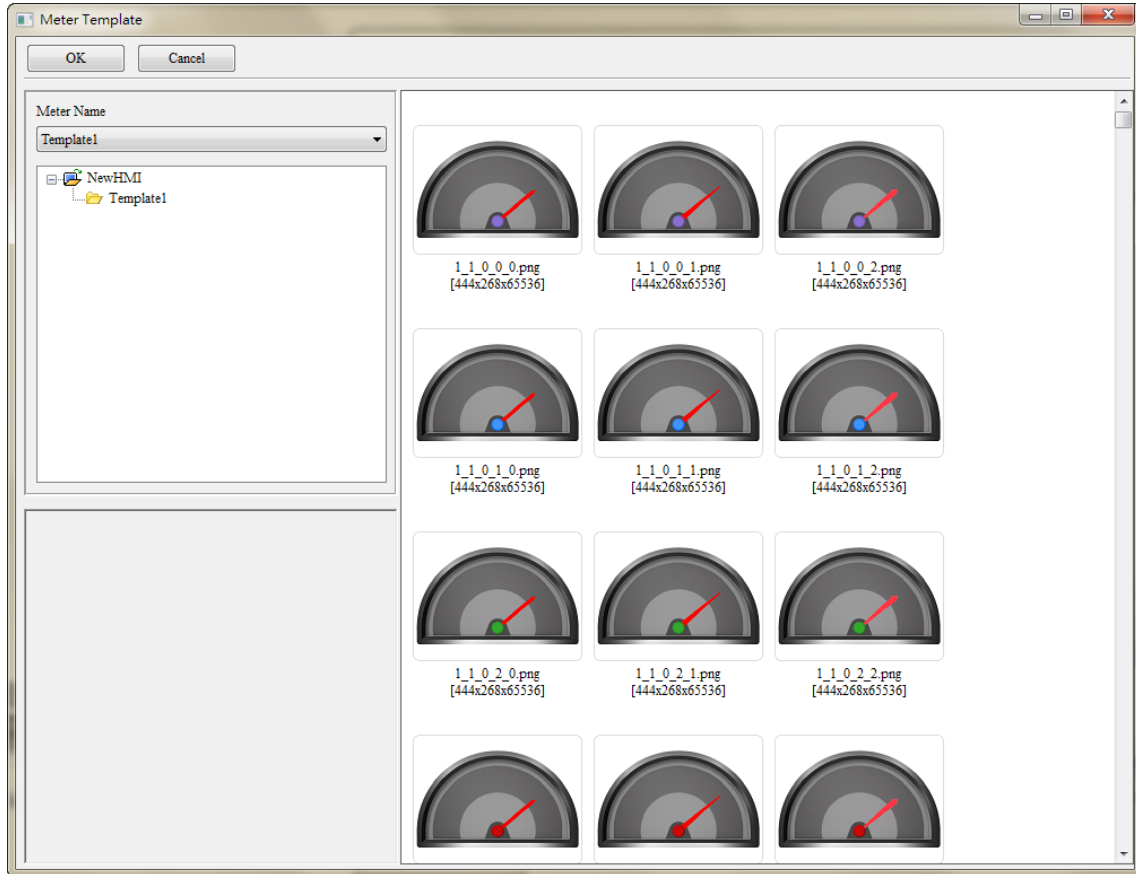 Meter Template
OK
Cancel
Meter Name
Template1
NewHMI
Template1
1_1_0_0_0.png
[444x268x65536]
1_1_0_0_1.png
[444x268x65536]
1_1_0_0_2.png
[444x268x65536]
1_1_0_1_0.png
[444x268x65536]
1_1_0_1_1.png
[444x268x65536]
1_1_0_1_2.png
[444x268x65536]
1_1_0_2_0.png
[444x268x65536]
1_1_0_2_1.png
[444x268x65536]
1_1_0_2_2.png
[444x268x65536]